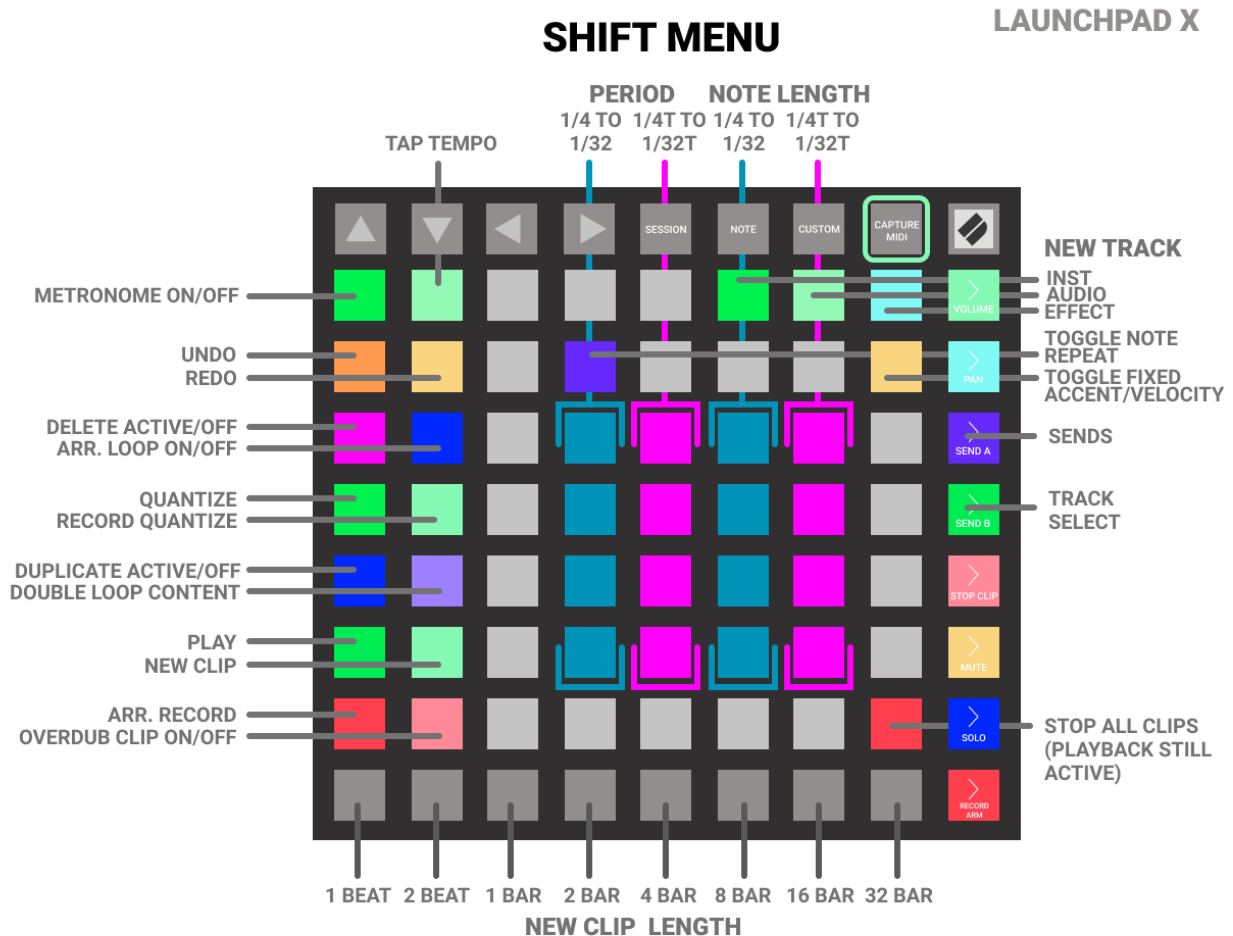 LAUNCHPAD X
SHIFT MENU
PERIOD
NOTE LENGTH
1/4 TO
1/32
1/4T TO
1/32T
1/4 TO
1/32
1/4T TO
1/32T
TAP TEMPO
SESSION
NOTE
CUSTOM
CAPTURE
MIDI
NEW TRACK
INST
AUDIO
EFFECT
METRONOME ON/OFF
VOLUME
UNDO
REDO
PAN
TOGGLE NOTE
REPEAT
TOGGLE FIXED
ACCENT/VELOCITY
DELETE ACTIVE/OFF
ARR. LOOP ON/OFF
SEND A
SENDS
QUANTIZE
RECORD QUANTIZE
SEND B
TRACK
SELECT
DUPLICATE ACTIVE/OFF
DOUBLE LOOP CONTENT
STOP CLIP
PLAY
NEW CLIP
MUTE
ARR. RECORD
OVERDUB CLIP ON/OFF
SOLO
STOP ALL CLIPS
(PLAYBACK STILL
ACTIVE)
RECORD
ARM
1 BEAT
2 BEAT
1 BAR
2 BAR
4 BAR
8 BAR
16 BAR
32 BAR
NEW CLIP LENGTH